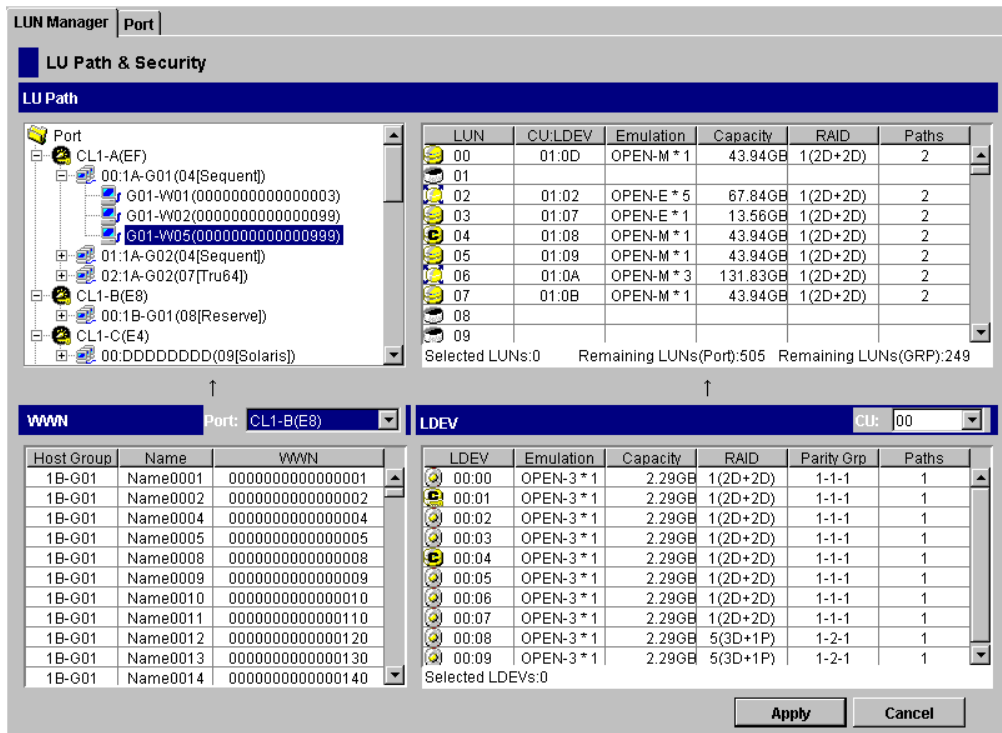 LUN Manager Port
LU Path & Security
LU Path
Port
CL1-A(EF)
00:1A-G01(04[Sequent])
G01-W01(0000000000000003)
G01-W02(0000000000000099)
G01-W05(0000000000000999)
01:1A-G02(04[Sequent])
02:1A-G02(07[Tru64])
CL1-B(E8)
00:1B-G01(08[Reserve])
CL1-C(E4)
00:DDDDDDDD(09[Solaris])
LUN CU:LDEV Emulation Capacity RAID Paths
00 01:0D OPEN-M * 1 43.94GB 1(2D+2D) 2
01
02 01:02 OPEN-E * 5 67.84GB 1(2D+2D) 2
03 01:07 OPEN-E * 1 13.56GB 1(2D+2D) 2
04 01:08 OPEN-M * 1 43.94GB 1(2D+2D) 2
05 01:09 OPEN-M * 1 43.94GB 1(2D+2D) 2
06 01:0A OPEN-M * 3 131.83GB 1(2D+2D) 2
07 01:0B OPEN-M * 1 43.94GB 1(2D+2D) 2
08
09
Selected LUNs:0 Remaining LUNs(Port):505 Remaining LUNs(GRP):249
↑ ↑
WWN Port: CL1-B(E8)
Host Group Name WWN
1B-G01 Name0001 0000000000000001
1B-G01 Name0002 0000000000000002
1B-G01 Name0004 0000000000000004
1B-G01 Name0005 0000000000000005
1B-G01 Name0008 0000000000000008
1B-G01 Name0009 0000000000000009
1B-G01 Name0010 0000000000000010
1B-G01 Name0011 0000000000000110
1B-G01 Name0012 0000000000000120
1B-G01 Name0013 0000000000000130
1B-G01 Name0014 0000000000000140
LDEV CU: 00
LDEV Emulation Capacity RAID Parity Grp Paths
00:00 OPEN-3 * 1 2.29GB 1(2D+2D) 1-1-1 1
00:01 OPEN-3 * 1 2.29GB 1(2D+2D) 1-1-1 1
00:02 OPEN-3 * 1 2.29GB 1(2D+2D) 1-1-1 1
00:03 OPEN-3 * 1 2.29GB 1(2D+2D) 1-1-1 1
00:04 OPEN-3 * 1 2.29GB 1(2D+2D) 1-1-1 1
00:05 OPEN-3 * 1 2.29GB 1(2D+2D) 1-1-1 1
00:06 OPEN-3 * 1 2.29GB 1(2D+2D) 1-1-1 1
00:07 OPEN-3 * 1 2.29GB 1(2D+2D) 1-1-1 1
00:08 OPEN-3 * 1 2.29GB 5(3D+1P) 1-2-1 1
00:09 OPEN-3 * 1 2.29GB 5(3D+1P) 1-2-1 1
Selected LDEVs:0
Apply Cancel